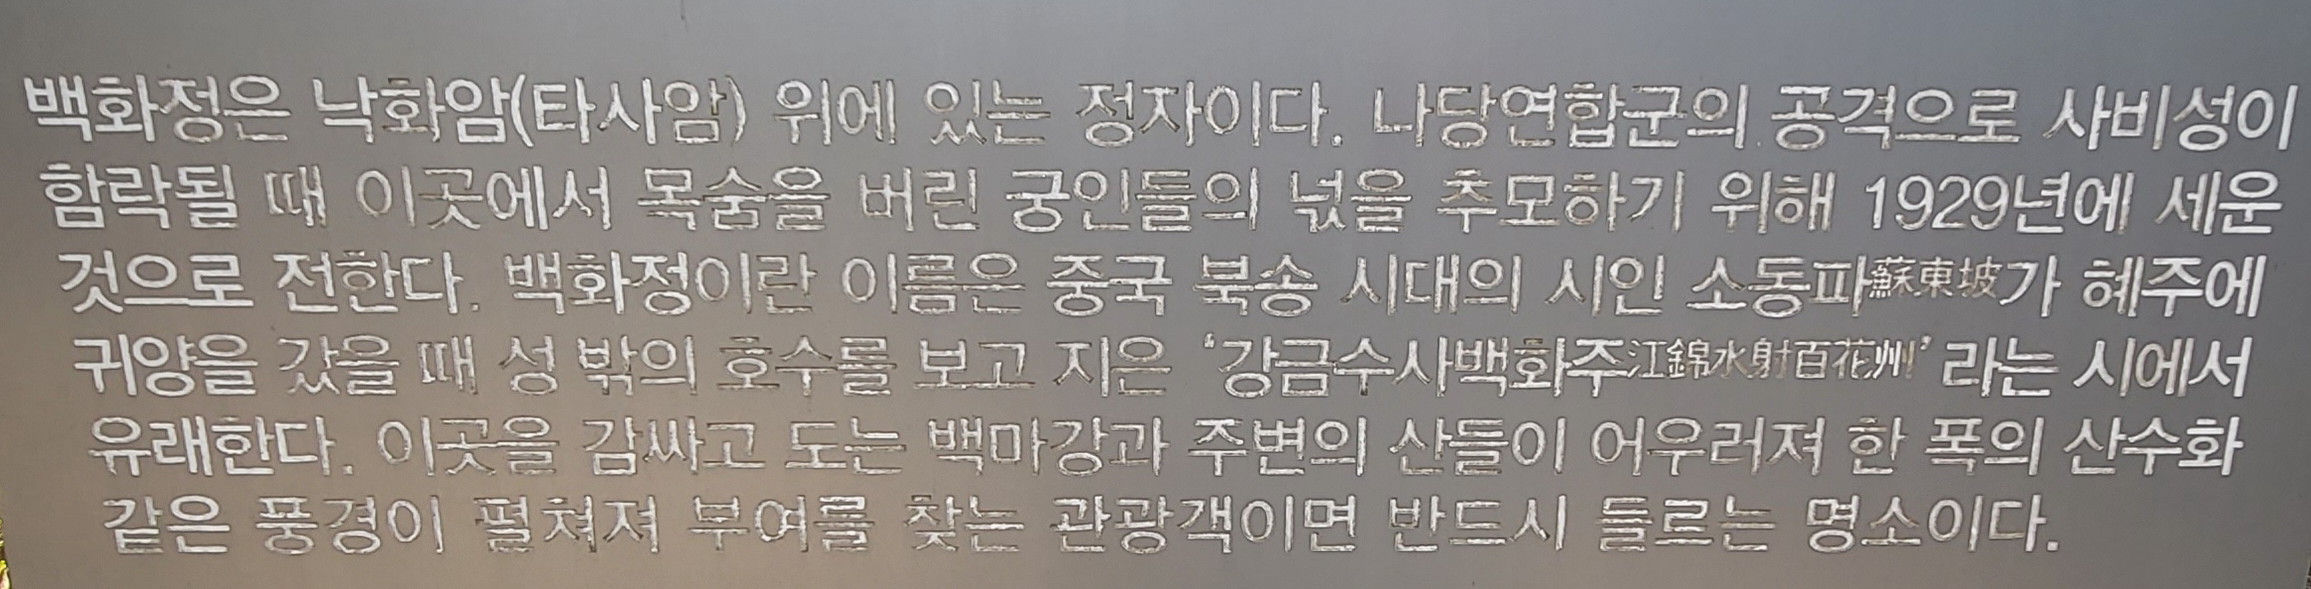 백화정은 낙화암(타사암) 위에 있는 정자이다. 나당연합군의 공격으로 사비성이
함락될 때 이곳에서 목숨을 버린 궁인들의 넋을 추모하기 위해 1929년에 세운
것으로 전한다. 백화정이란 이름은 중국 북송 시대의 시인 소동파蘇東坡가 혜주에
귀양을 갔을 때 성 밖의 호수를 보고 지은 ‘강금수사백화주江錦水射百花州’라는 시에서
유래한다. 이곳을 감싸고 도는 백마강과 주변의 산들이 어우러져 한 폭의 산수화
같은 풍경이 펼쳐져 부여를 찾는 관광객이면 반드시 들르는 명소이다.